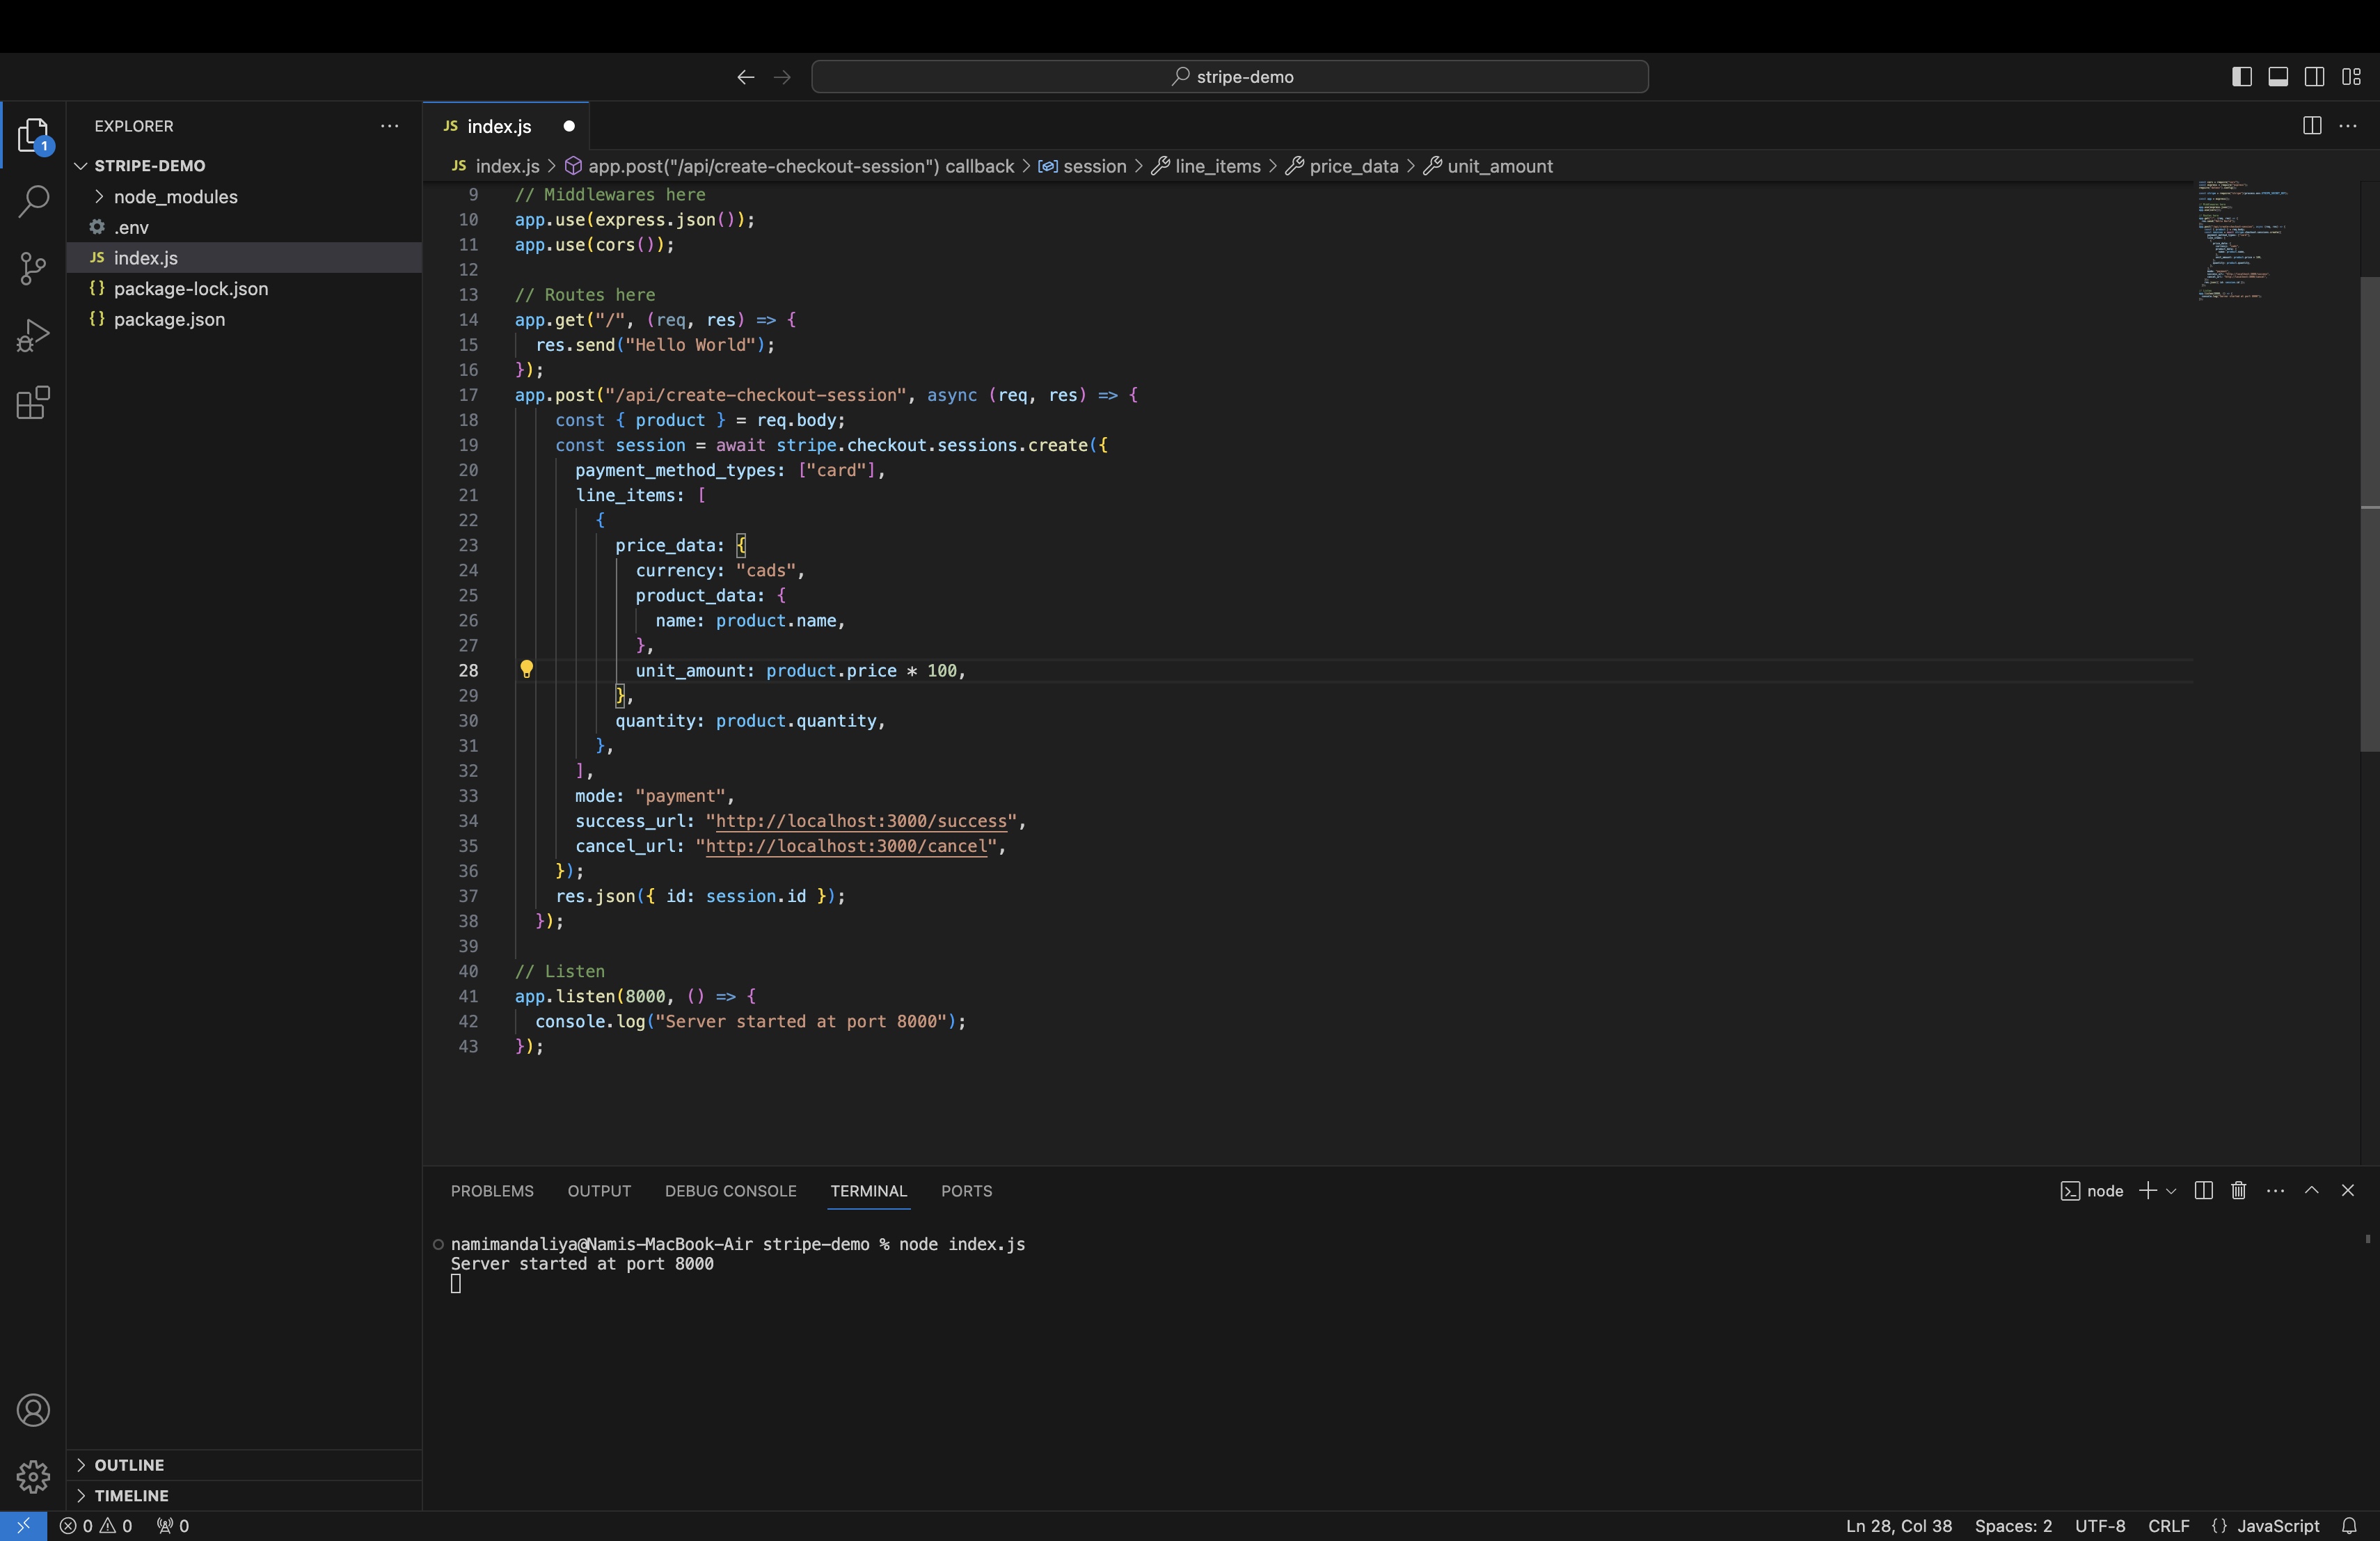 stripe-demo
EXPLORER
STRIPE-DEMO
node_modules
.env
JS index.js
{} package-lock.json
{} package.json
OUTLINE
TIMELINE
1
JS index.js
JS index.js > app.post("/api/create-checkout-session") callback > session > line_items > price_data > unit_amount
9 // Middlewares here
10 app.use(express.json());
11 app.use(cors());
12
13 // Routes here
14 app.get("/", (req, res) => {
15 res.send("Hello World");
16 });
17 app.post("/api/create-checkout-session", async (req, res) => {
18 const { product } = req.body;
19 const session = await stripe.checkout.sessions.create({
20 payment_method_types: ["card"],
21 line_items: [
22 {
23 price_data: {
24 currency: "cads",
25 product_data: {
26 name: product.name,
27 },
28 unit_amount: product.price * 100,
29 },
30 quantity: product.quantity,
31 },
32 ],
33 mode: "payment",
34 success_url: "http://localhost:3000/success",
35 cancel_url: "http://localhost:3000/cancel",
36 });
37 res.json({ id: session.id });
38 });
39
40 // Listen
41 app.listen(8000, () => {
42 console.log("Server started at port 8000");
43 });
PROBLEMS OUTPUT DEBUG CONSOLE TERMINAL PORTS
node
namimandaliya@Namis-MacBook-Air stripe-demo % node index.js
Server started at port 8000
0 0 0
Ln 28, Col 38 Spaces: 2 UTF-8 CRLF {} JavaScript